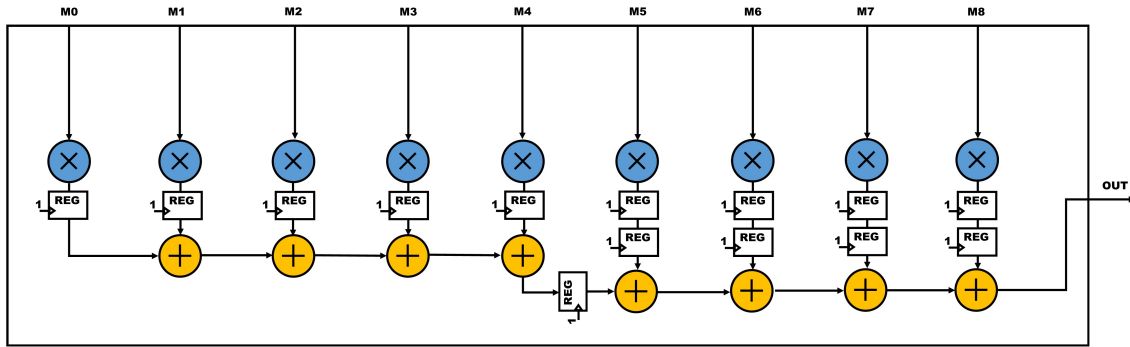 M0 M1 M2 M3 M4 M5 M6 M7 M8
OUT
REG REG REG REG REG REG REG REG REG
1 1 1 1 1 1 1 1 1
REG REG REG REG
1 1 1 1
REG
1